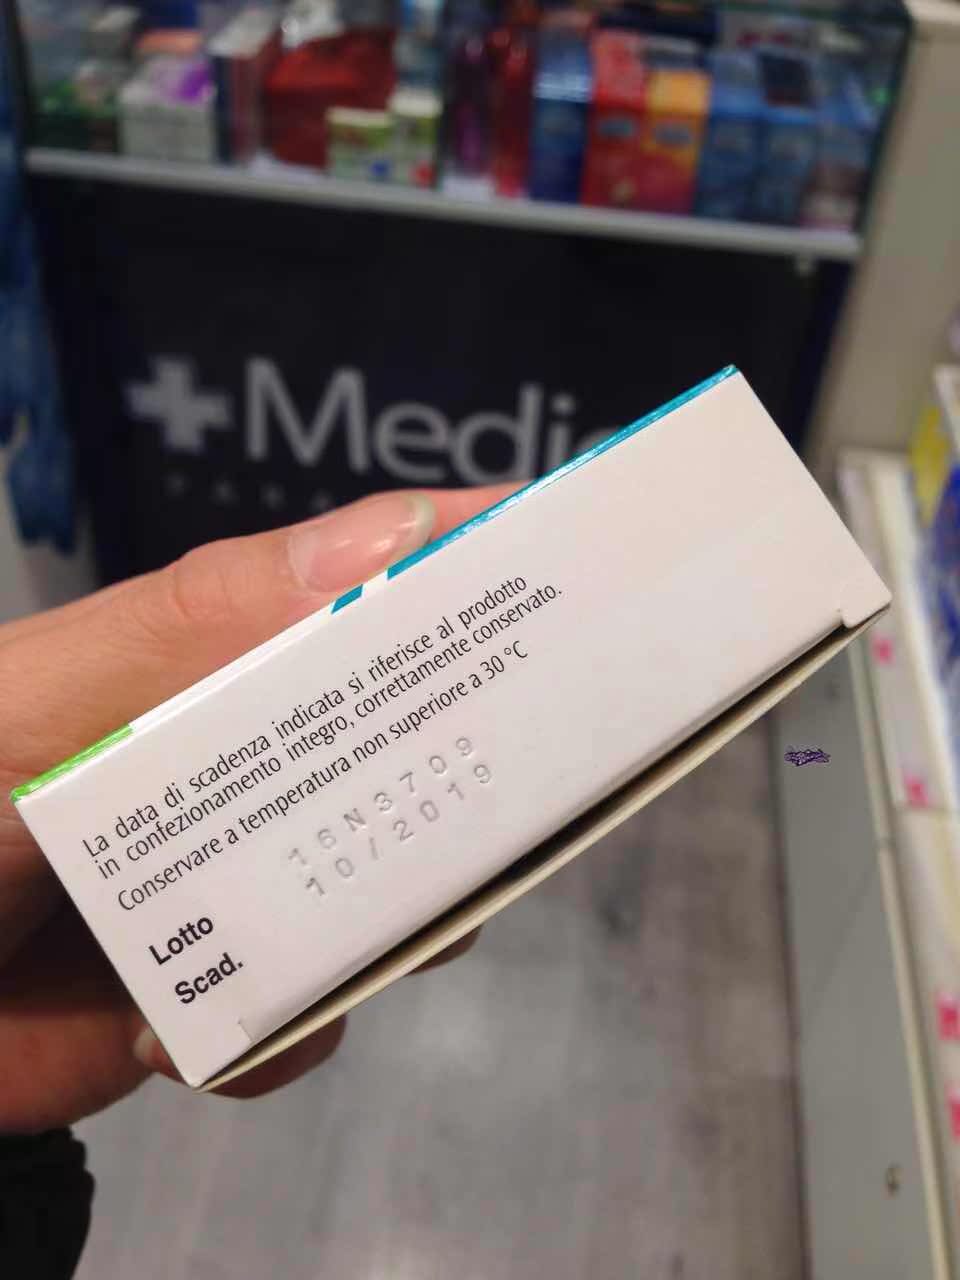 +Medi
PARA
La data di scadenza indicata si riferisce al prodotto
in confezionamento integro, correttamente conservato.
Conservare a temperatura non superiore a 30 °C
16N3709
10/2019
Lotto
Scad.